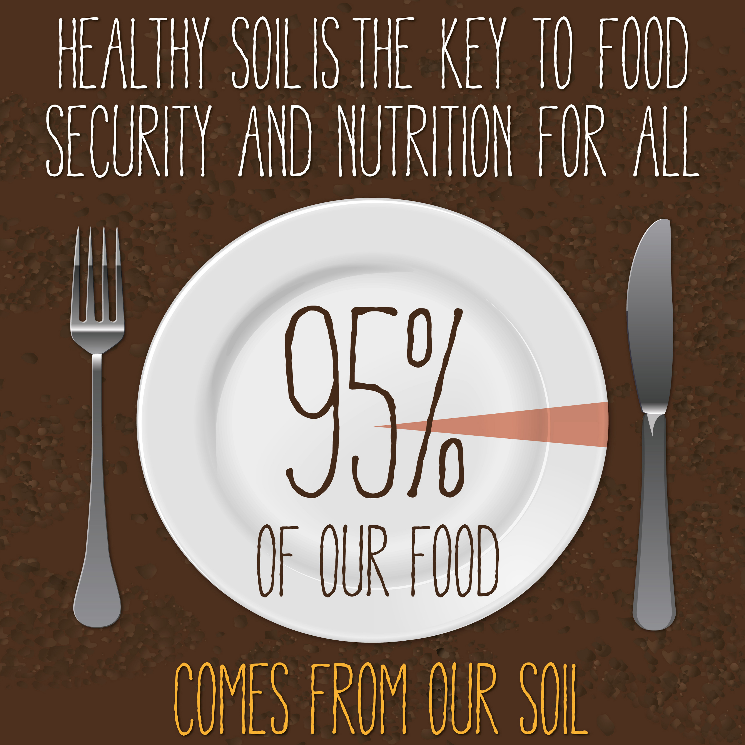 HEALTHY SOIL IS THE KEY TO FOOD
SECURITY AND NUTRITION FOR ALL
95%
OF OUR FOOD
COMES FROM OUR SOIL